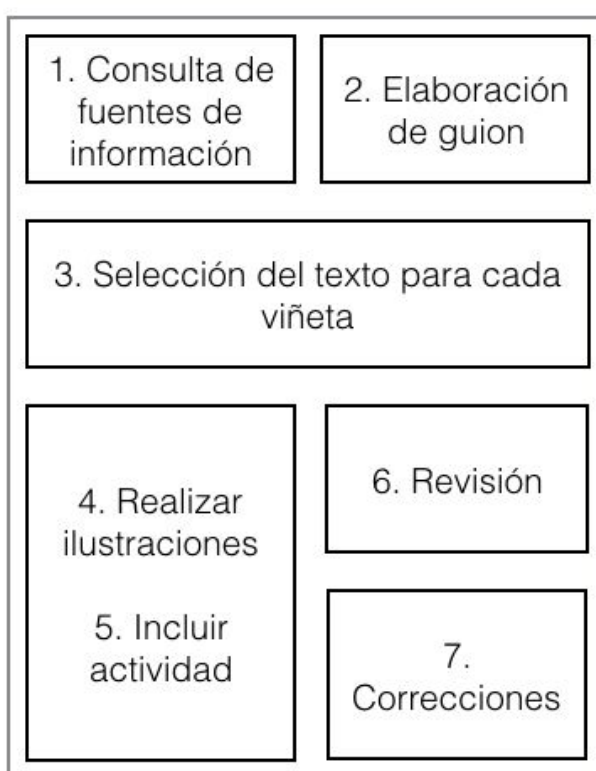 1. Consulta de
fuentes de
información
2. Elaboración
de guion
3. Selección del texto para cada
viñeta
4. Realizar
ilustraciones
5. Incluir
actividad
6. Revisión
7.
Correcciones